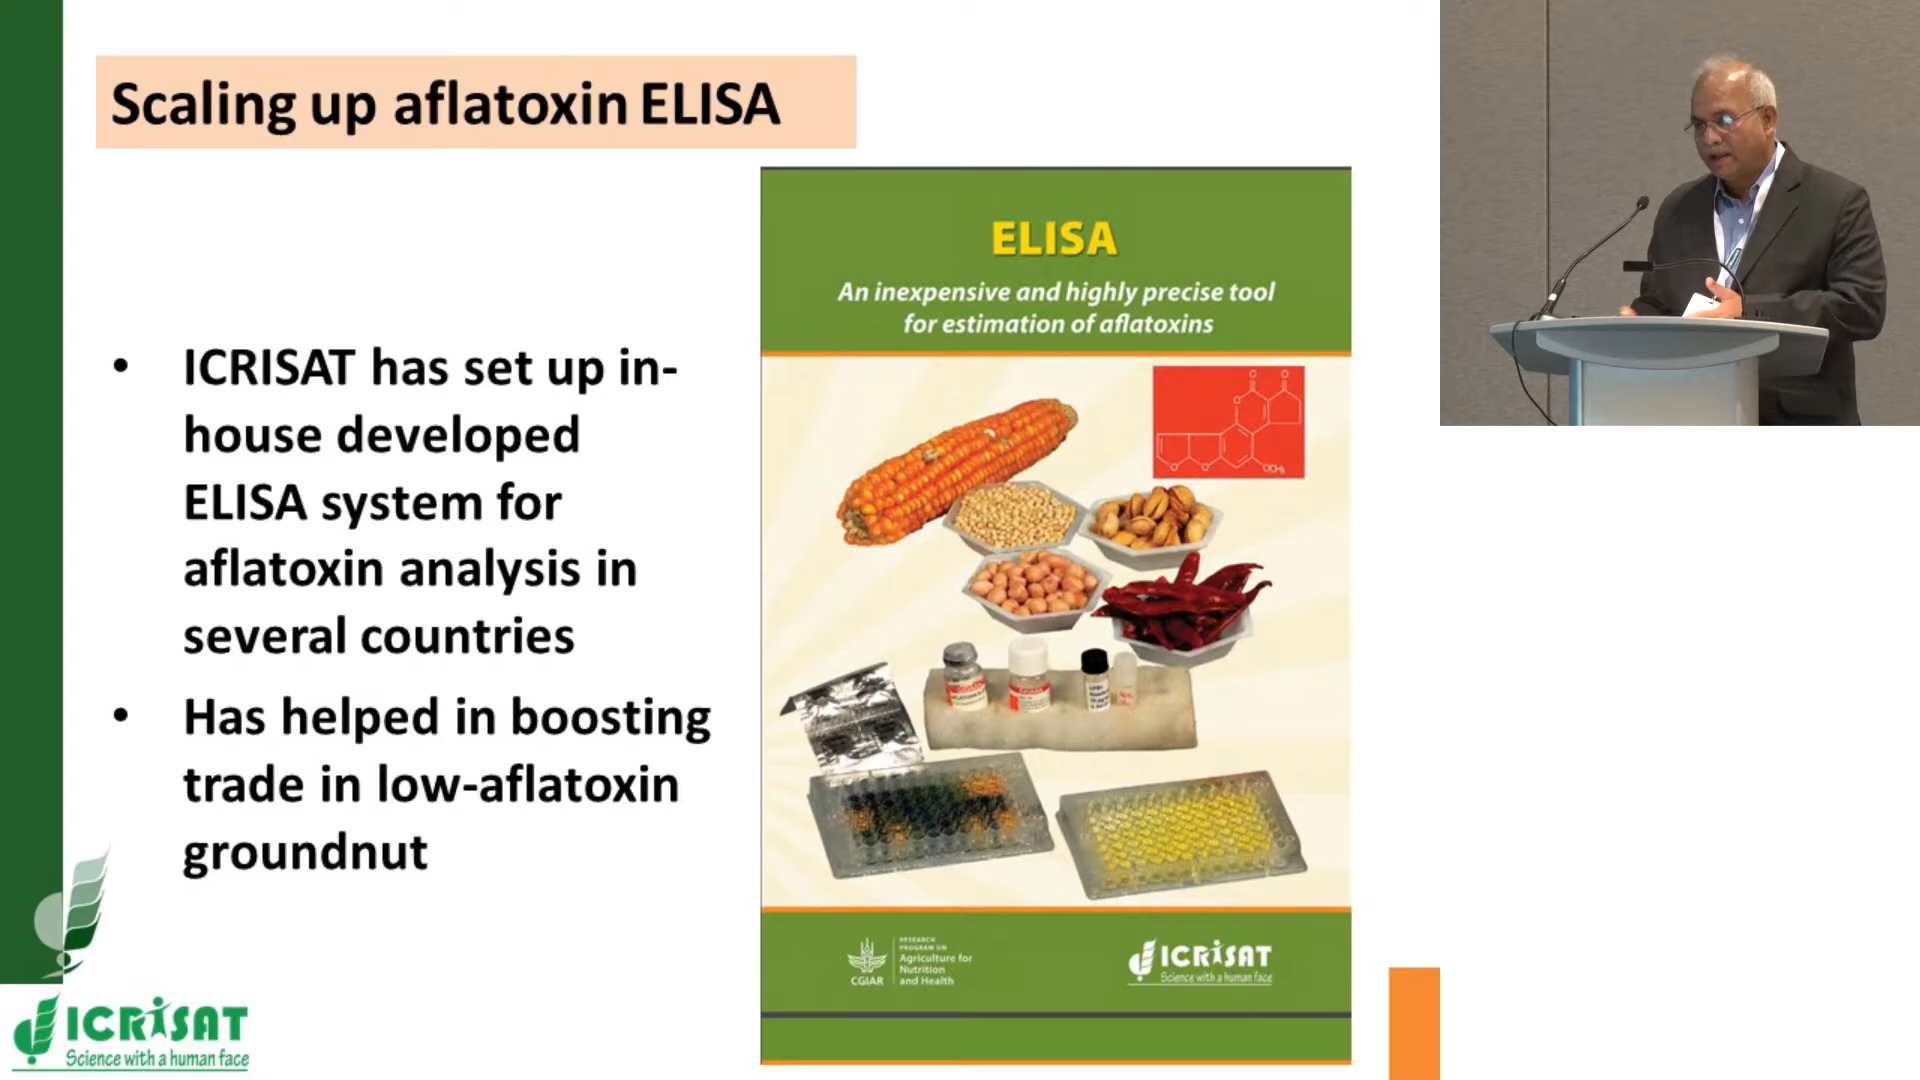 Scaling up aflatoxin ELISA
• ICRISAT has set up in-
house developed
ELISA system for
aflatoxin analysis in
several countries
• Has helped in boosting
trade in low-aflatoxin
groundnut
ELISA
An inexpensive and highly precise tool
for estimation of aflatoxins
O
O
O
O
O
OCH₃
RESEARCH
PROGRAM ON
Agriculture for
Nutrition
and Health
CGIAR
ICRISAT
Science with a human face
ICRISAT
Science with a human face